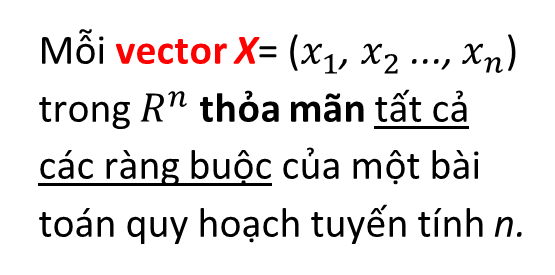 Mỗi vector X= (x₁, x₂ ..., xₙ)
trong Rⁿ thỏa mãn tất cả
các ràng buộc của một bài
toán quy hoạch tuyến tính n.